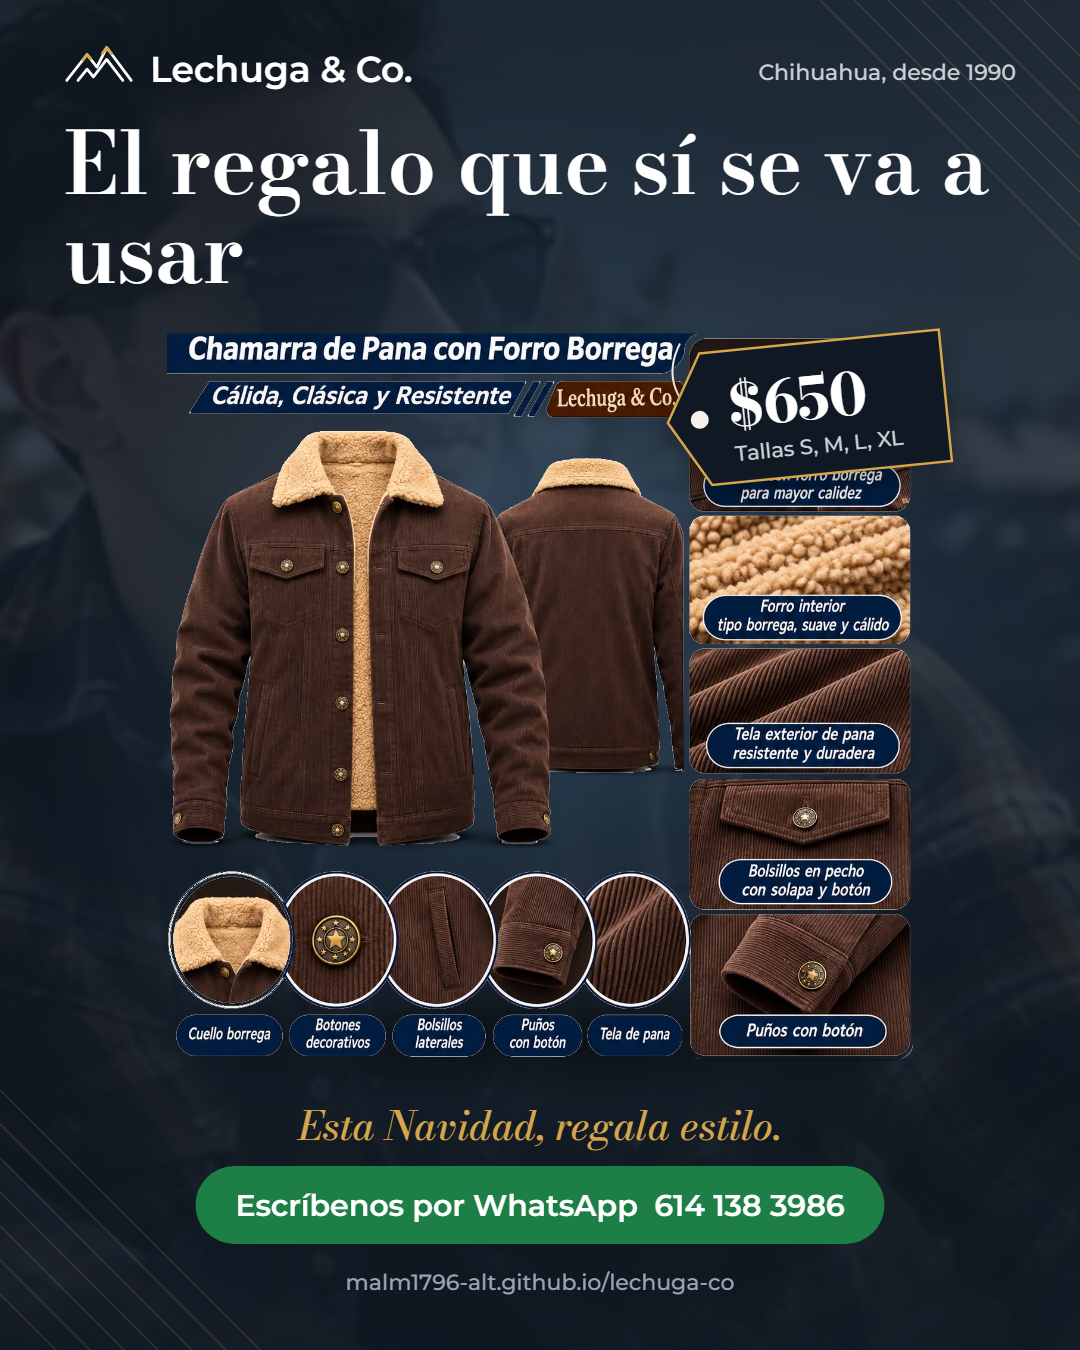 Lechuga & Co.
Chihuahua, desde 1990
El regalo que sí se va a
usar
Chamarra de Pana con Forro Borrega
Cálida, Clásica y Resistente
Lechuga & Co.
$650
Tallas S, M, L, XL
forro borrega
para mayor calidez
Forro interior
tipo borrega, suave y cálido
Tela exterior de pana
resistente y duradera
Bolsillos en pecho
con solapa y botón
Puños con botón
Cuello borrega
Botones
decorativos
Bolsillos
laterales
Puños
con botón
Tela de pana
Esta Navidad, regala estilo.
Escríbenos por WhatsApp 614 138 3986
malm1796-alt.github.io/lechuga-co